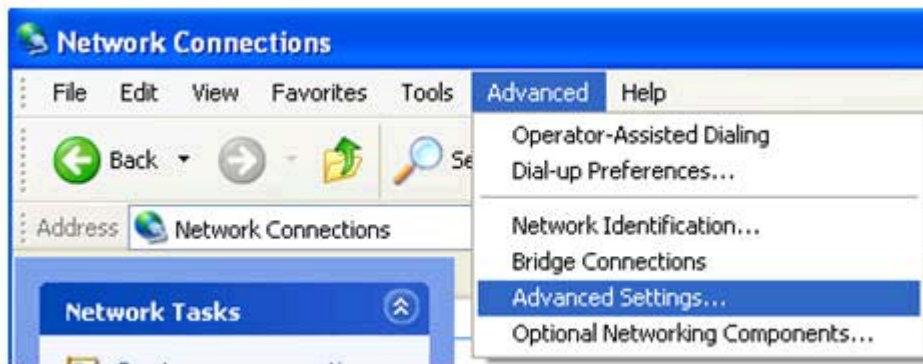 Network Connections
File Edit View Favorites Tools Advanced Help
Operator-Assisted Dialing
Back Se
Dial-up Preferences...
Address Network Connections
Network Identification...
Bridge Connections
Advanced Settings...
Network Tasks
Optional Networking Components...